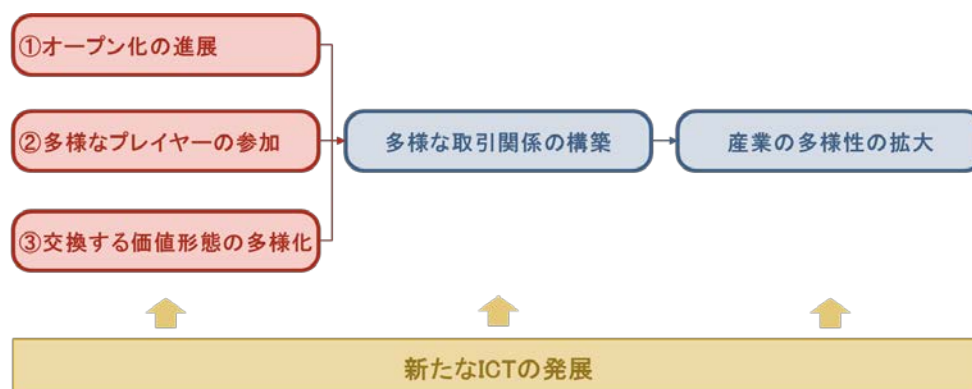 ①オープン化の進展
②多様なプレイヤーの参加
③交換する価値形態の多様化
多様な取引関係の構築
産業の多様性の拡大
新たなICTの発展